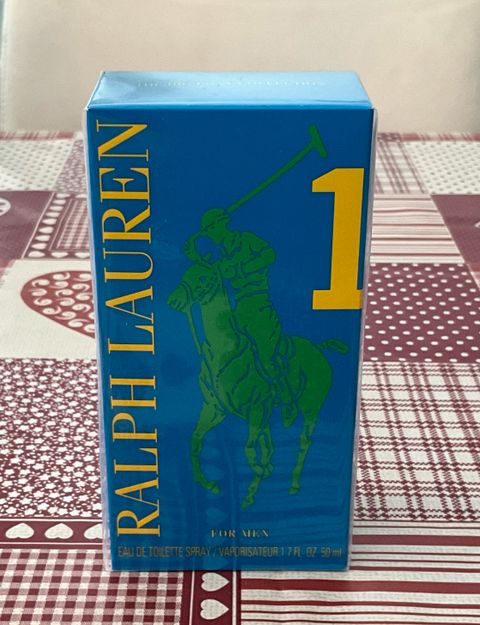 RALPH LAUREN
1
FOR MEN
EAU DE TOILETTE SPRAY / VAPORISATEUR 1.7 FL. OZ. 50 ml